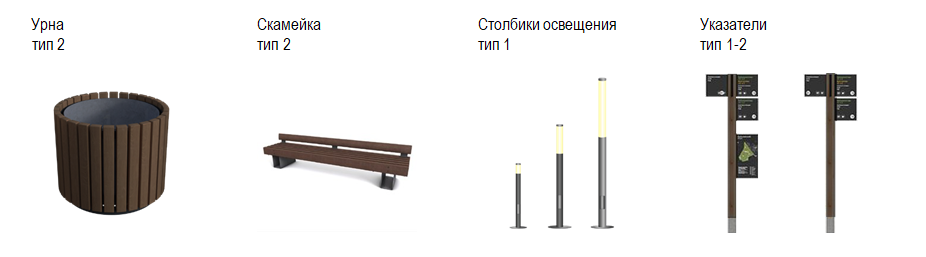 Урна
тип 2
Скамейка
тип 2
Столбики освещения
тип 1
Указатели
тип 1-2